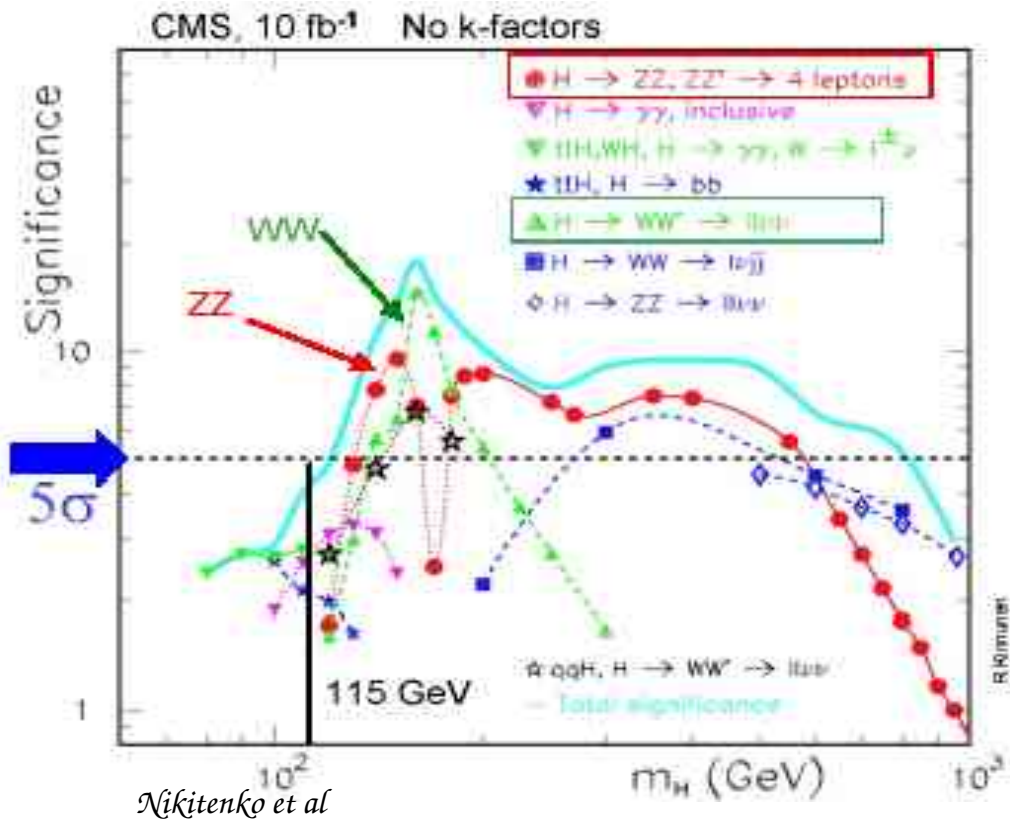 CMS, 10 fb⁻¹ No k-factors
Significance
H → ZZ, ZZ* → 4 leptons
H → γγ, inclusive
ttH,WH, H → γγ, W → l±ν
ttH, H → bb
WW
H → WW* → lνlν
H → WW → lνjj
ZZ
H → ZZ → llνν
10
5σ
qqH, H → WW* → lνlν
115 GeV
Total significance
1
10²
m_H (GeV)
10³
Nikitenko et al